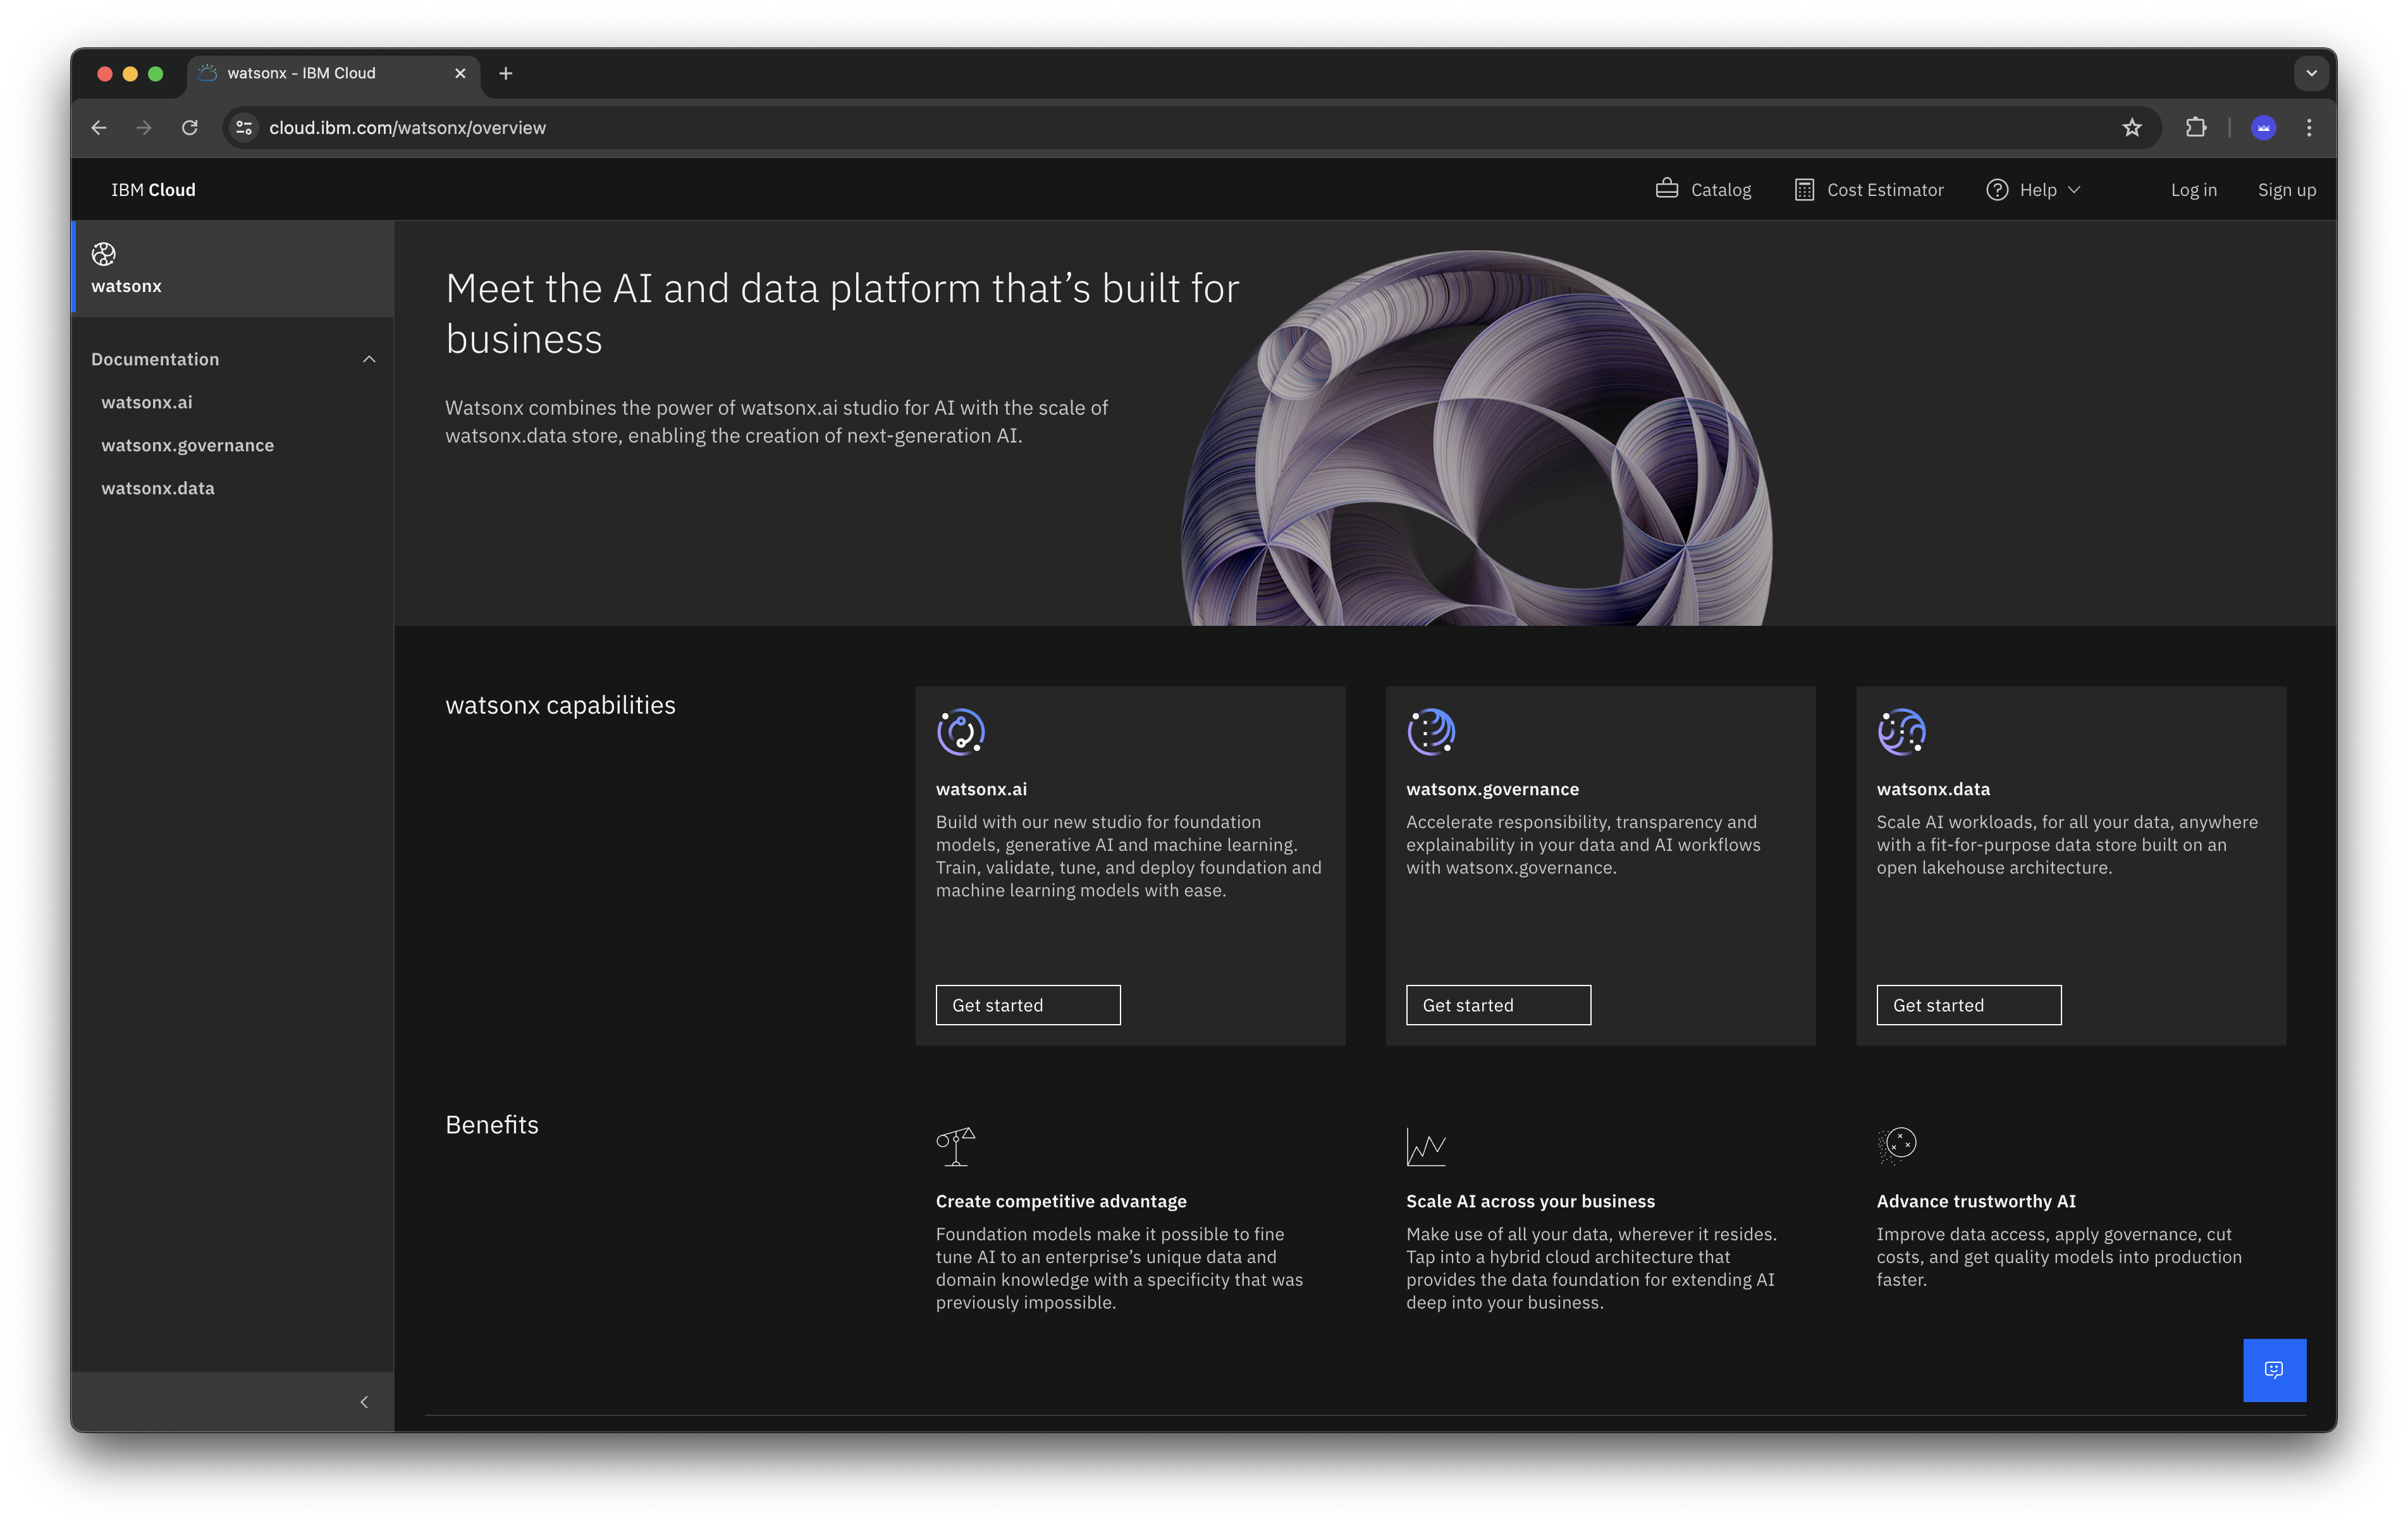 watsonx - IBM Cloud
cloud.ibm.com/watsonx/overview
IBM Cloud
Catalog
Cost Estimator
Help
Log in
Sign up
watsonx
Documentation
watsonx.ai
watsonx.governance
watsonx.data
Meet the AI and data platform that’s built for
business
Watsonx combines the power of watsonx.ai studio for AI with the scale of
watsonx.data store, enabling the creation of next-generation AI.
watsonx capabilities
watsonx.ai
Build with our new studio for foundation
models, generative AI and machine learning.
Train, validate, tune, and deploy foundation and
machine learning models with ease.
Get started
watsonx.governance
Accelerate responsibility, transparency and
explainability in your data and AI workflows
with watsonx.governance.
Get started
watsonx.data
Scale AI workloads, for all your data, anywhere
with a fit-for-purpose data store built on an
open lakehouse architecture.
Get started
Benefits
Create competitive advantage
Foundation models make it possible to fine
tune AI to an enterprise’s unique data and
domain knowledge with a specificity that was
previously impossible.
Scale AI across your business
Make use of all your data, wherever it resides.
Tap into a hybrid cloud architecture that
provides the data foundation for extending AI
deep into your business.
Advance trustworthy AI
Improve data access, apply governance, cut
costs, and get quality models into production
faster.